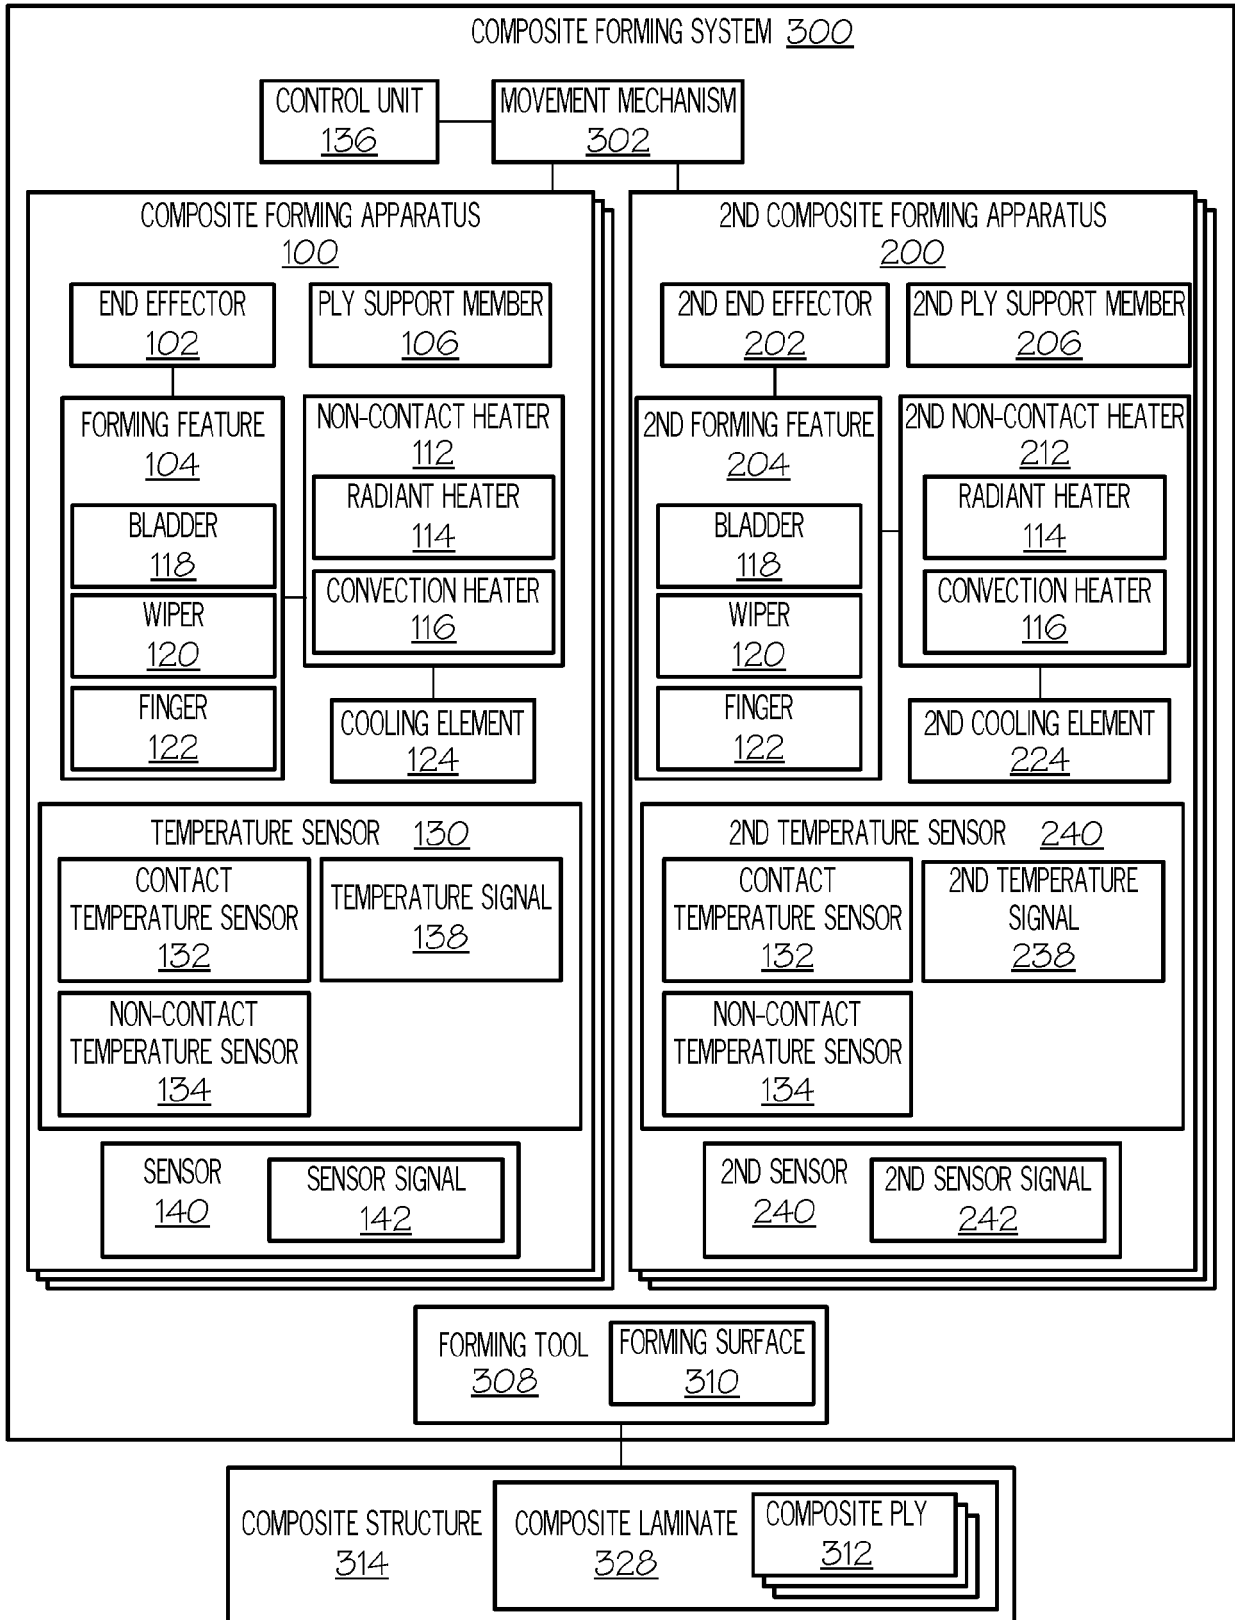 COMPOSITE FORMING SYSTEM 300
CONTROL UNIT
136
MOVEMENT MECHANISM
302
COMPOSITE FORMING APPARATUS
100
END EFFECTOR
102
PLY SUPPORT MEMBER
106
FORMING FEATURE
104
BLADDER
118
WIPER
120
FINGER
122
NON-CONTACT HEATER
112
RADIANT HEATER
114
CONVECTION HEATER
116
COOLING ELEMENT
124
TEMPERATURE SENSOR 130
CONTACT
TEMPERATURE SENSOR
132
TEMPERATURE SIGNAL
138
NON-CONTACT
TEMPERATURE SENSOR
134
SENSOR
140
SENSOR SIGNAL
142
2ND COMPOSITE FORMING APPARATUS
200
2ND END EFFECTOR
202
2ND PLY SUPPORT MEMBER
206
2ND FORMING FEATURE
204
BLADDER
118
WIPER
120
FINGER
122
2ND NON-CONTACT HEATER
212
RADIANT HEATER
114
CONVECTION HEATER
116
2ND COOLING ELEMENT
224
2ND TEMPERATURE SENSOR 240
CONTACT
TEMPERATURE SENSOR
132
2ND TEMPERATURE
SIGNAL
238
NON-CONTACT
TEMPERATURE SENSOR
134
2ND SENSOR
240
2ND SENSOR SIGNAL
242
FORMING TOOL
308
FORMING SURFACE
310
COMPOSITE STRUCTURE
314
COMPOSITE LAMINATE
328
COMPOSITE PLY
312